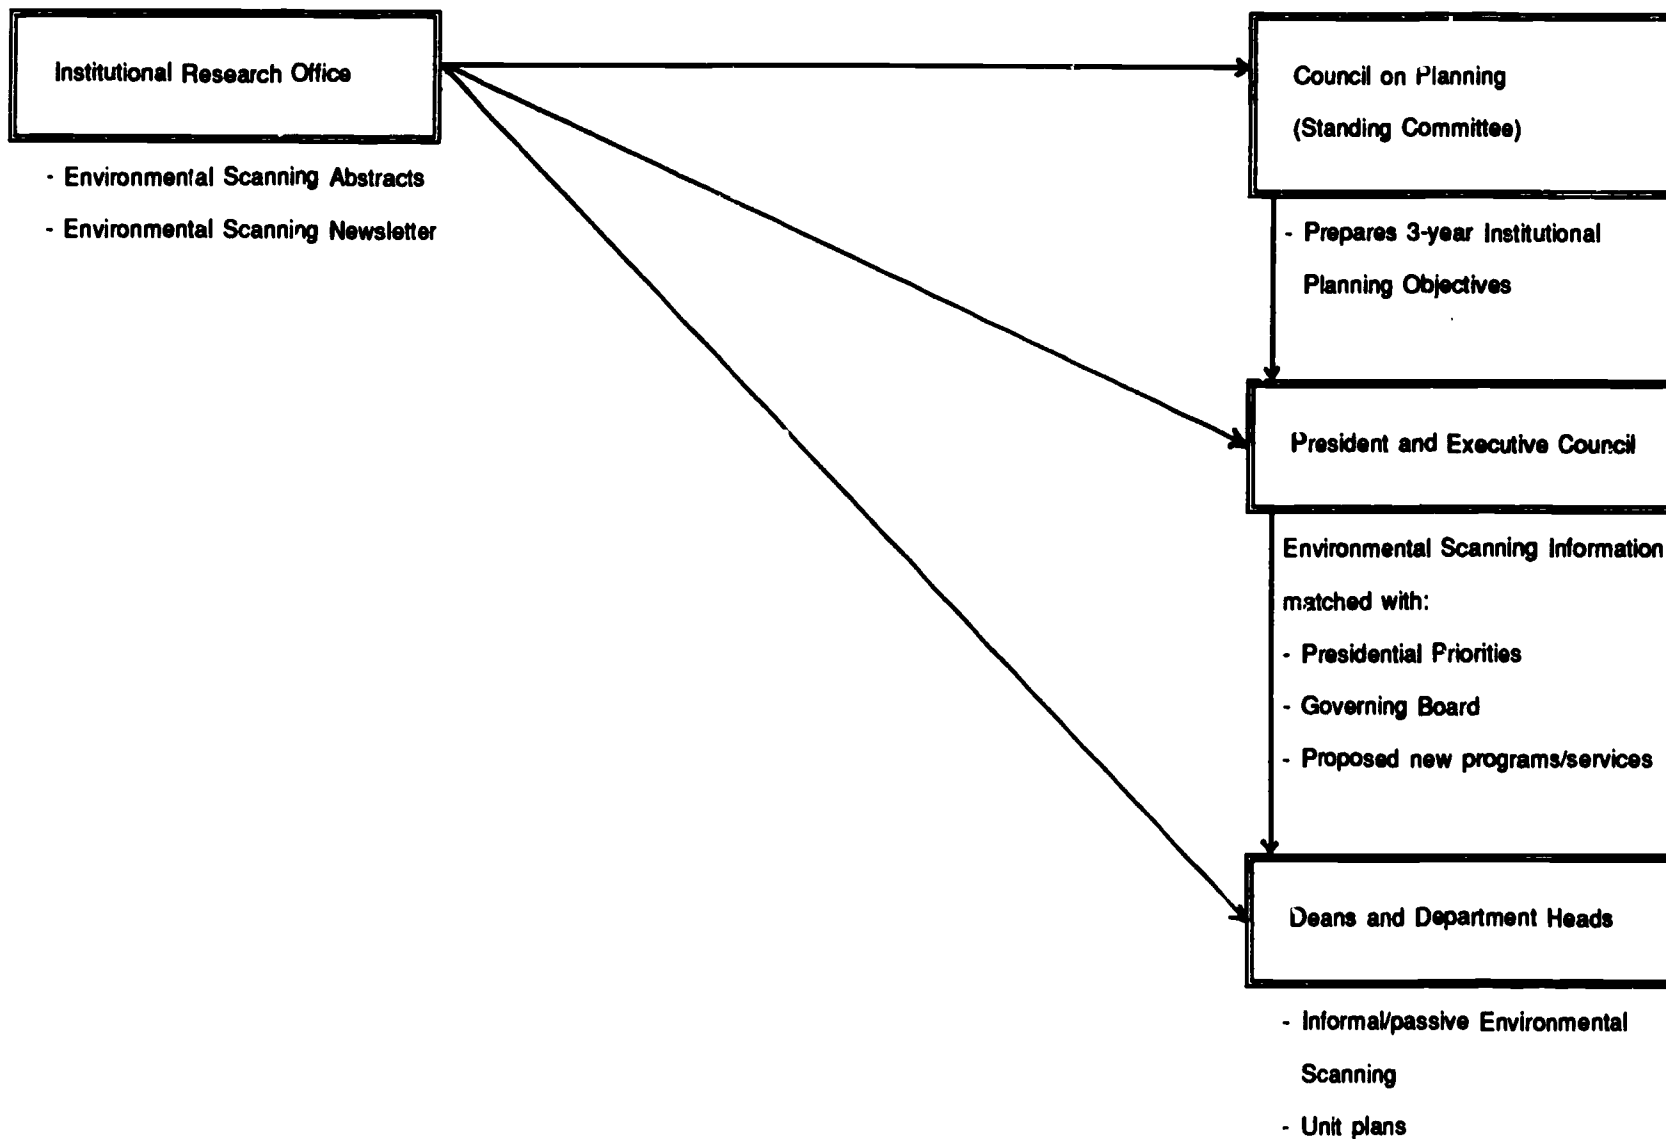 Institutional Research Office
- Environmental Scanning Abstracts
- Environmental Scanning Newsletter
Council on Planning
(Standing Committee)
- Prepares 3-year Institutional
Planning Objectives
President and Executive Council
Environmental Scanning Information
matched with:
- Presidential Priorities
- Governing Board
- Proposed new programs/services
Deans and Department Heads
- Informal/passive Environmental
Scanning
- Unit plans